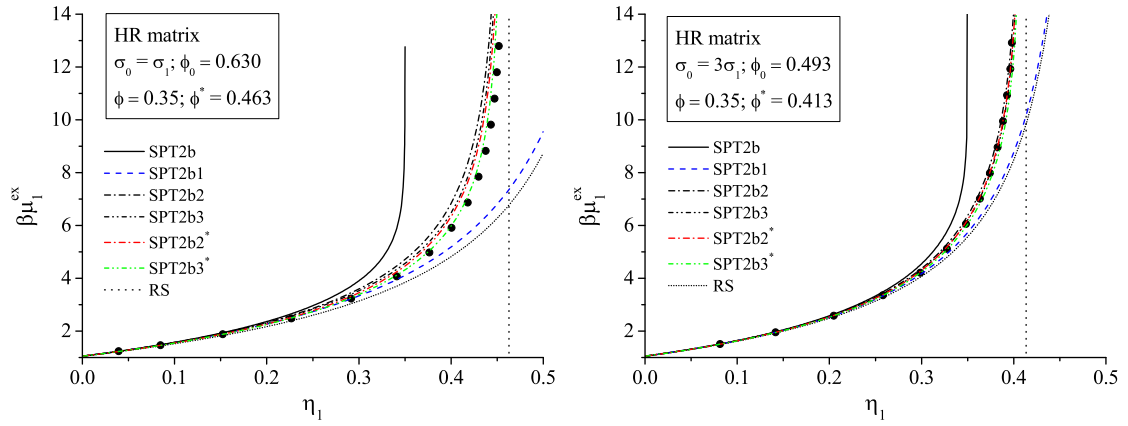 14
12
10
8
6
4
2
βμ₁ᵉˣ
HR matrix
σ₀ = σ₁; ϕ₀ = 0.630
ϕ = 0.35; ϕ* = 0.463
SPT2b
SPT2b1
SPT2b2
SPT2b3
SPT2b2*
SPT2b3*
RS
0.0 0.1 0.2 0.3 0.4 0.5
η₁
14
12
10
8
6
4
2
βμ₁ᵉˣ
HR matrix
σ₀ = 3σ₁; ϕ₀ = 0.493
ϕ = 0.35; ϕ* = 0.413
SPT2b
SPT2b1
SPT2b2
SPT2b3
SPT2b2*
SPT2b3*
RS
0.0 0.1 0.2 0.3 0.4 0.5
η₁